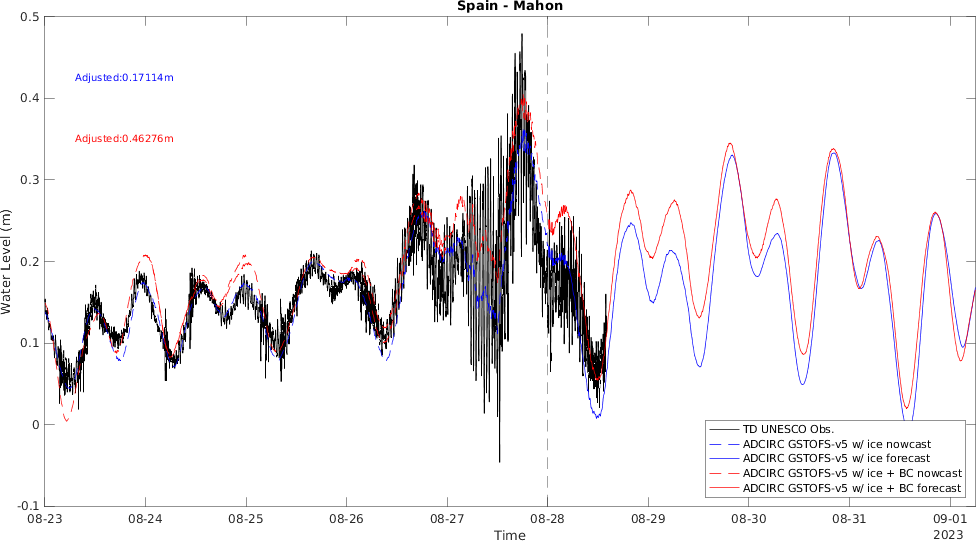 Spain - Mahon
0.5
0.4
0.3
0.2
0.1
0
-0.1
Water Level (m)
Adjusted:0.17114m
Adjusted:0.46276m
TD UNESCO Obs.
ADCIRC GSTOFS-v5 w/ ice nowcast
ADCIRC GSTOFS-v5 w/ ice forecast
ADCIRC GSTOFS-v5 w/ ice + BC nowcast
ADCIRC GSTOFS-v5 w/ ice + BC forecast
08-23 08-24 08-25 08-26 08-27 08-28 08-29 08-30 08-31 09-01
2023
Time